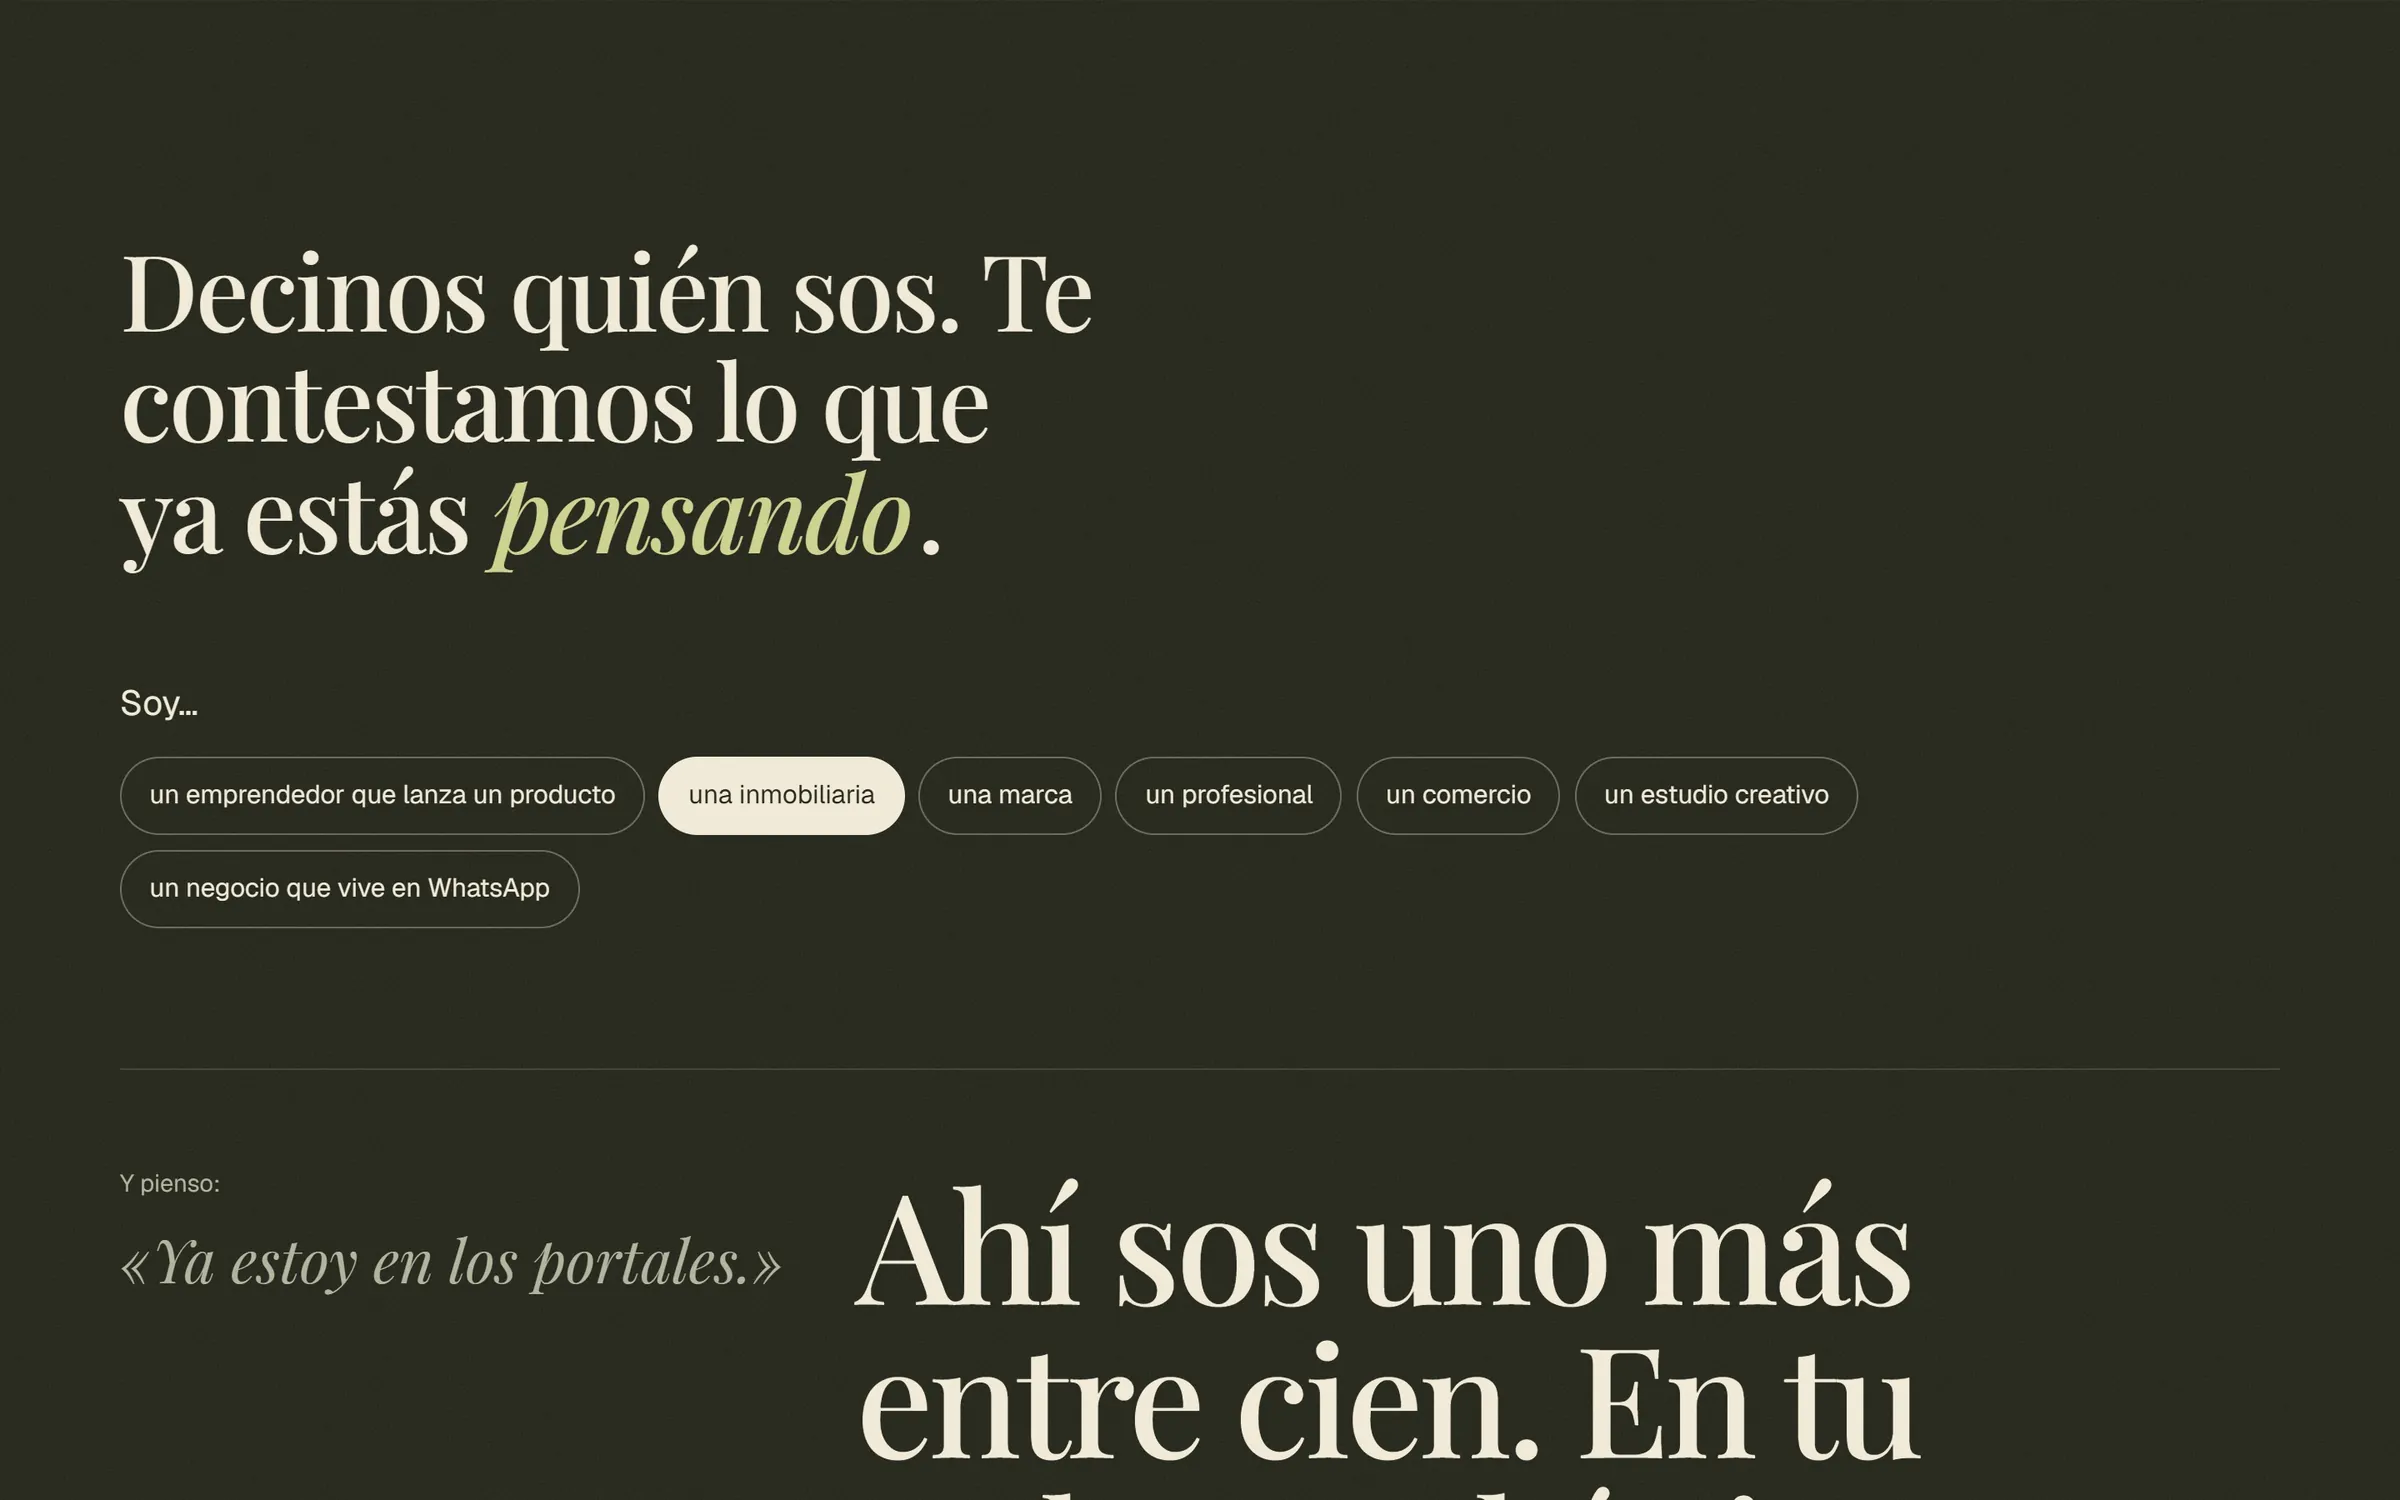 Decinos quién sos. Te
contestamos lo que
ya estás pensando.
Soy...
un emprendedor que lanza un producto
una inmobiliaria
una marca
un profesional
un comercio
un estudio creativo
un negocio que vive en WhatsApp
Y pienso:
«Ya estoy en los portales.»
Ahí sos uno más
entre cien. En tu